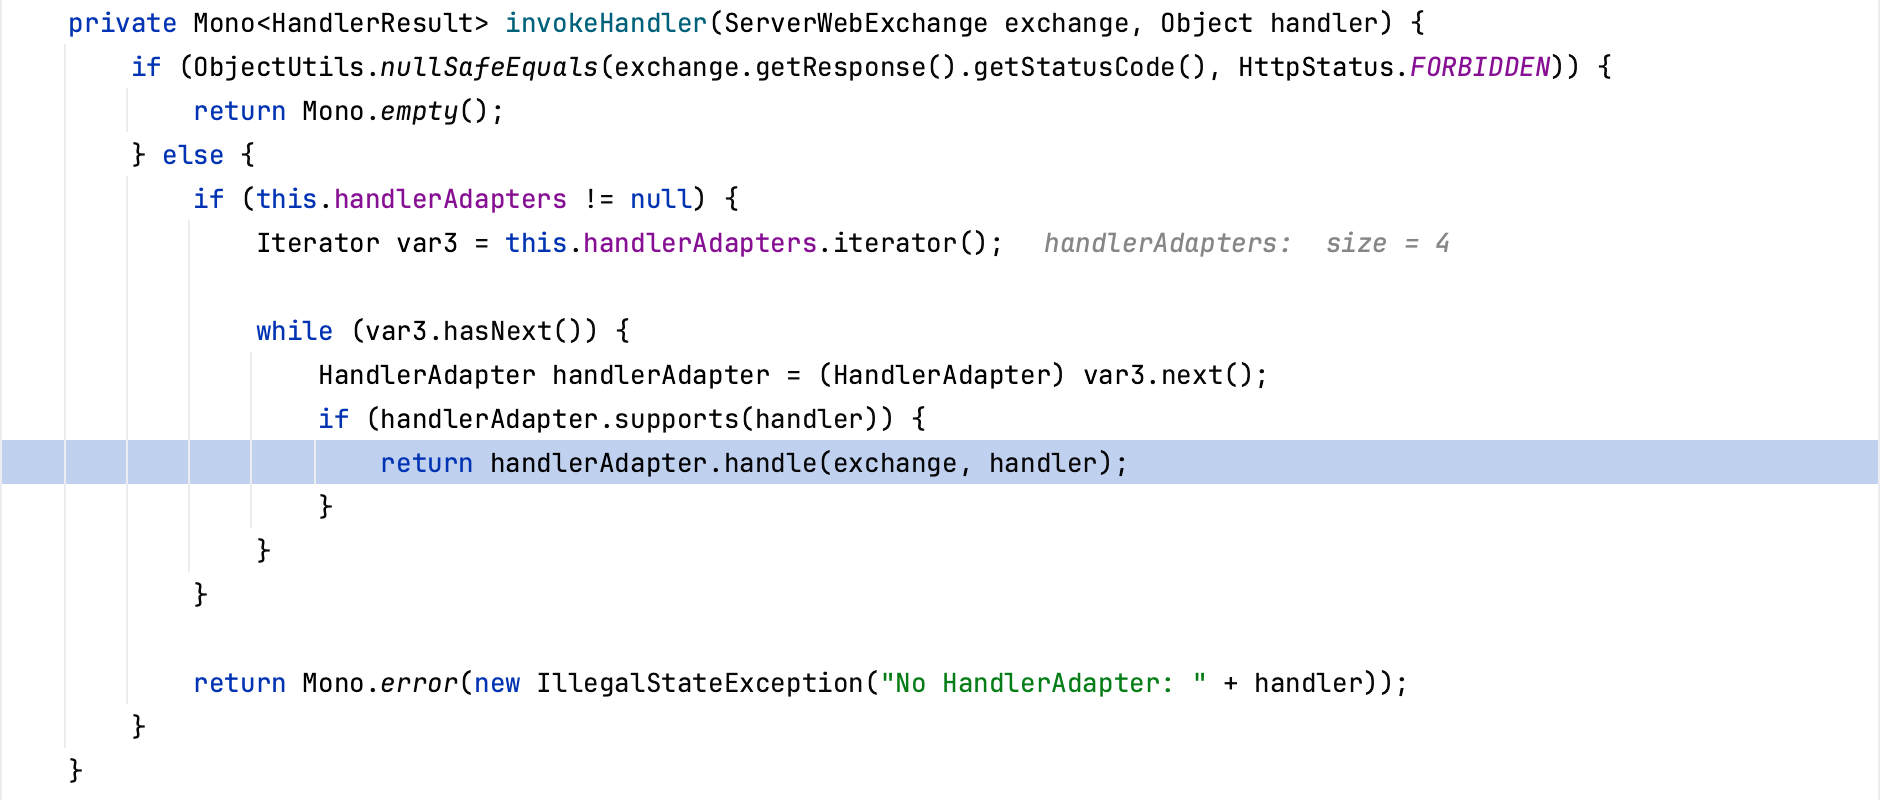 private Mono<HandlerResult> invokeHandler(ServerWebExchange exchange, Object handler) {
    if (ObjectUtils.nullSafeEquals(exchange.getResponse().getStatusCode(), HttpStatus.FORBIDDEN)) {
        return Mono.empty();
    } else {
        if (this.handlerAdapters != null) {
            Iterator var3 = this.handlerAdapters.iterator();  handlerAdapters:  size = 4

            while (var3.hasNext()) {
                HandlerAdapter handlerAdapter = (HandlerAdapter) var3.next();
                if (handlerAdapter.supports(handler)) {
                    return handlerAdapter.handle(exchange, handler);
                }
            }
        }

        return Mono.error(new IllegalStateException("No HandlerAdapter: " + handler));
    }
}